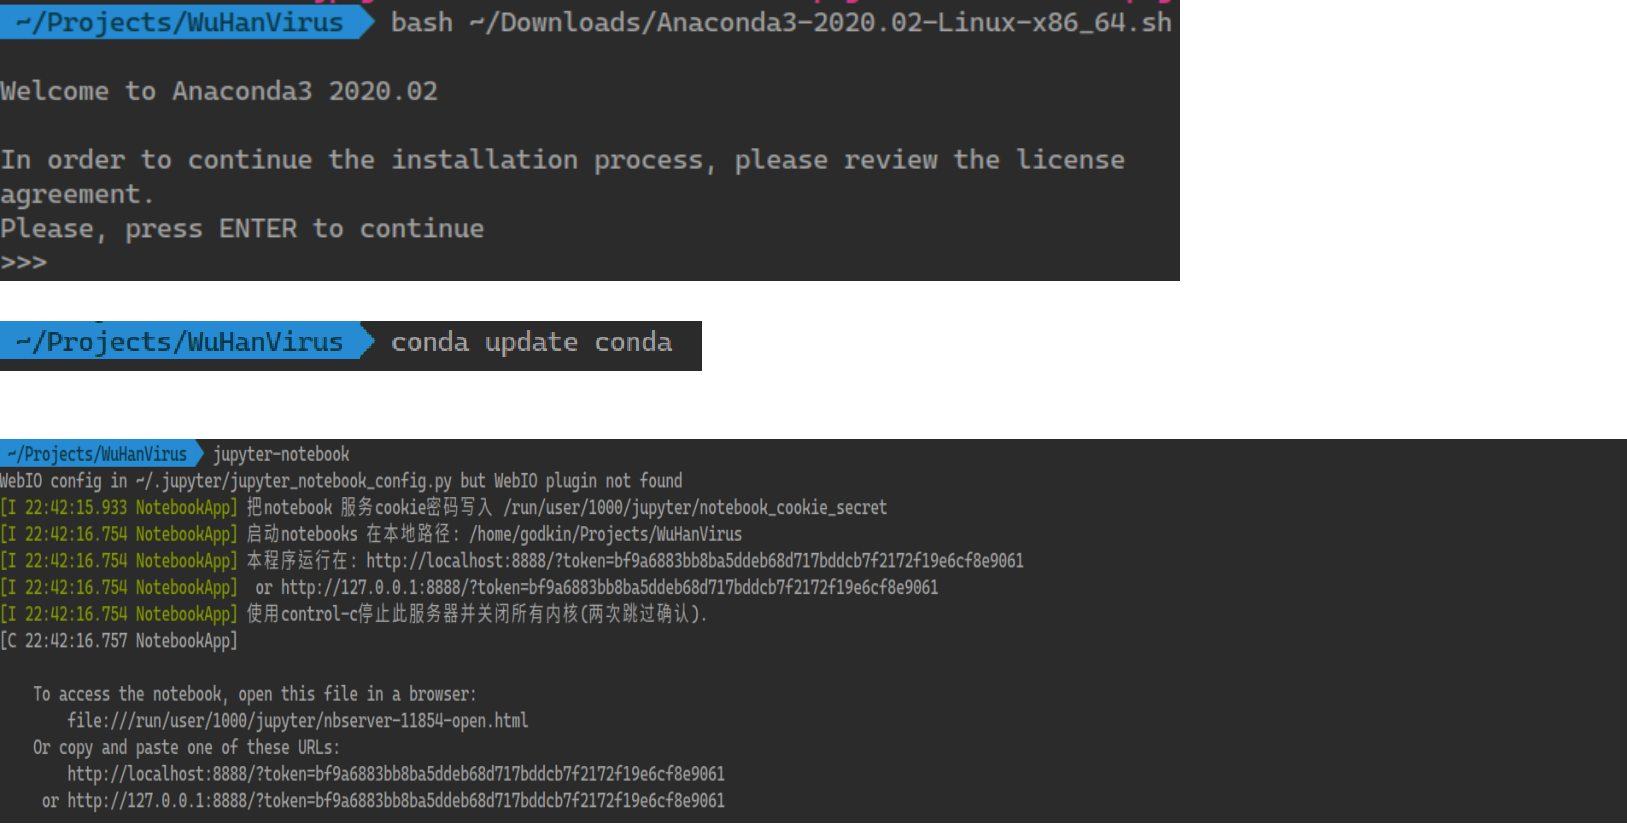 ~/Projects/WuHanVirus bash ~/Downloads/Anaconda3-2020.02-Linux-x86_64.sh
Welcome to Anaconda3 2020.02
In order to continue the installation process, please review the license
agreement.
Please, press ENTER to continue
>>>
~/Projects/WuHanVirus conda update conda
~/Projects/WuHanVirus jupyter-notebook
WebIO config in ~/.jupyter/jupyter_notebook_config.py but WebIO plugin not found
[I 22:42:15.933 NotebookApp] 把notebook 服务cookie密码写入 /run/user/1000/jupyter/notebook_cookie_secret
[I 22:42:16.754 NotebookApp] 启动notebooks 在本地路径: /home/godkin/Projects/WuHanVirus
[I 22:42:16.754 NotebookApp] 本程序运行在: http://localhost:8888/?token=bf9a6883bb8ba5ddeb68d717bddcb7f2172f19e6cf8e9061
[I 22:42:16.754 NotebookApp]  or http://127.0.0.1:8888/?token=bf9a6883bb8ba5ddeb68d717bddcb7f2172f19e6cf8e9061
[I 22:42:16.754 NotebookApp] 使用control-c停止此服务器并关闭所有内核(两次跳过确认).
[C 22:42:16.757 NotebookApp]
To access the notebook, open this file in a browser:
file:///run/user/1000/jupyter/nbserver-11854-open.html
Or copy and paste one of these URLs:
http://localhost:8888/?token=bf9a6883bb8ba5ddeb68d717bddcb7f2172f19e6cf8e9061
or http://127.0.0.1:8888/?token=bf9a6883bb8ba5ddeb68d717bddcb7f2172f19e6cf8e9061